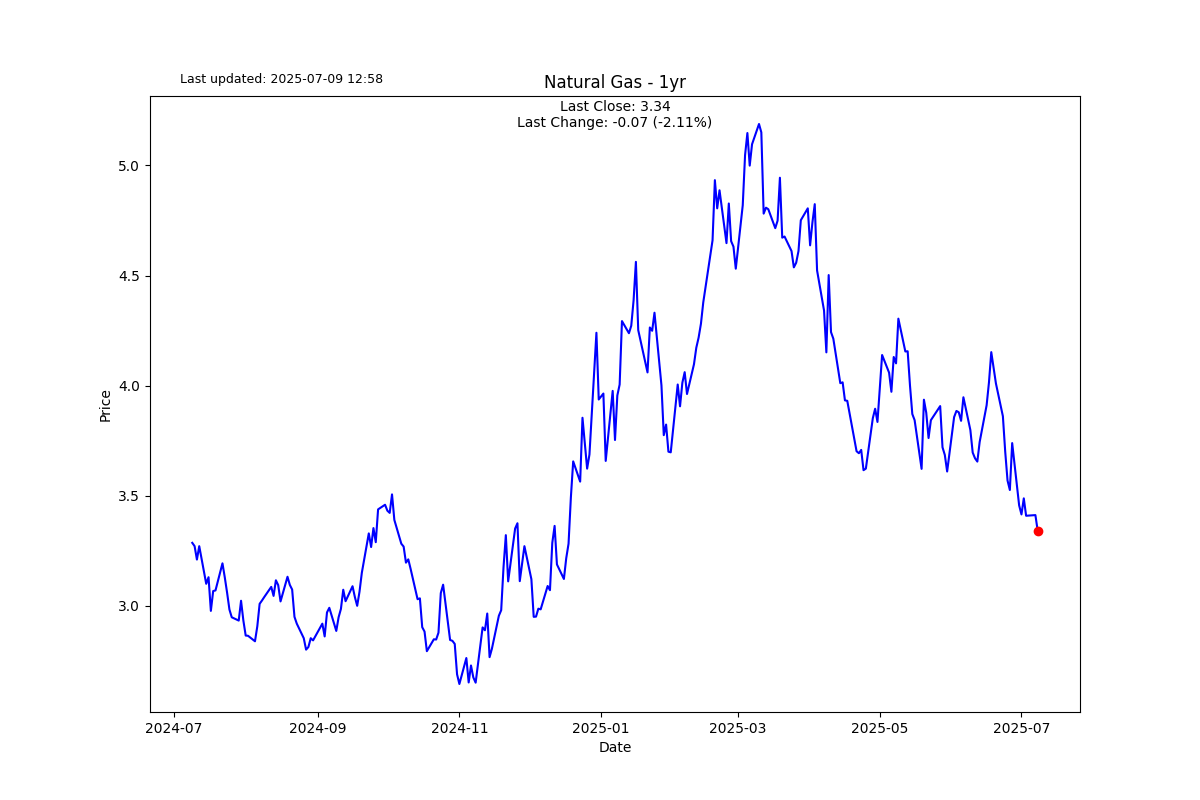 Last updated: 2025-07-09 12:58
Natural Gas - 1yr
Last Close: 3.34
Last Change: -0.07 (-2.11%)
5.0
4.5
4.0
3.5
3.0
Price
2024-07
2024-09
2024-11
2025-01
2025-03
2025-05
2025-07
Date